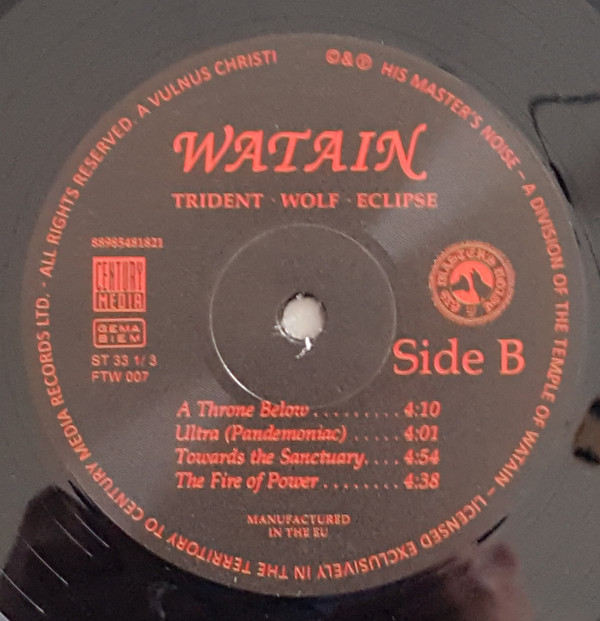 ©&℗ HIS MASTER'S NOISE – A DIVISION OF THE TEMPLE OF WATAIN – LICENSED EXCLUSIVELY IN THE TERRITORY TO CENTURY MEDIA RECORDS LTD. - ALL RIGHTS RESERVED. A VULNUS CHRISTI
WATAIN
TRIDENT · WOLF · ECLIPSE
88985481821
CENTURY
MEDIA
GEMA
BIEM
ST 33 1/3
FTW 007
HIS MASTER'S NOISE
Side B
A Throne Below . . . . . . . . . 4:10
Ultra (Pandemoniac) . . . . . 4:01
Towards the Sanctuary. . . . 4:54
The Fire of Power . . . . . . . . 4:38
MANUFACTURED
IN THE EU